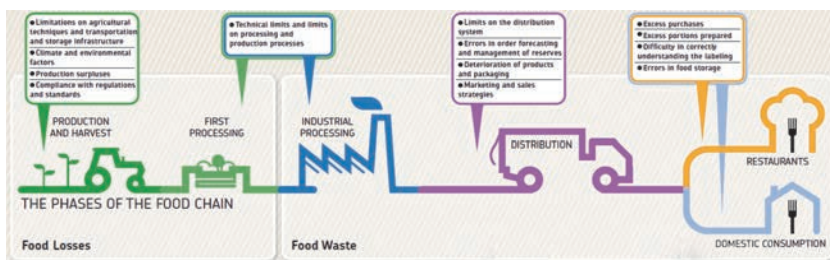 ●Limitations on agricultural
techniques and transportation
and storage infrastructure
●Climate and environmental
factors
●Production surpluses
●Compliance with regulations
and standards
●Technical limits and limits
on processing and
production processes
●Limits on the distribution
system
●Errors in order forecasting
and management of reserves
●Deterioration of products
and packaging
●Marketing and sales
strategies
●Excess purchases
●Excess portions prepared
●Difficulty in correctly
understanding the labeling
●Errors in food storage
PRODUCTION
AND HARVEST
FIRST
PROCESSING
INDUSTRIAL
PROCESSING
DISTRIBUTION
RESTAURANTS
THE PHASES OF THE FOOD CHAIN
DOMESTIC CONSUMPTION
Food Losses
Food Waste